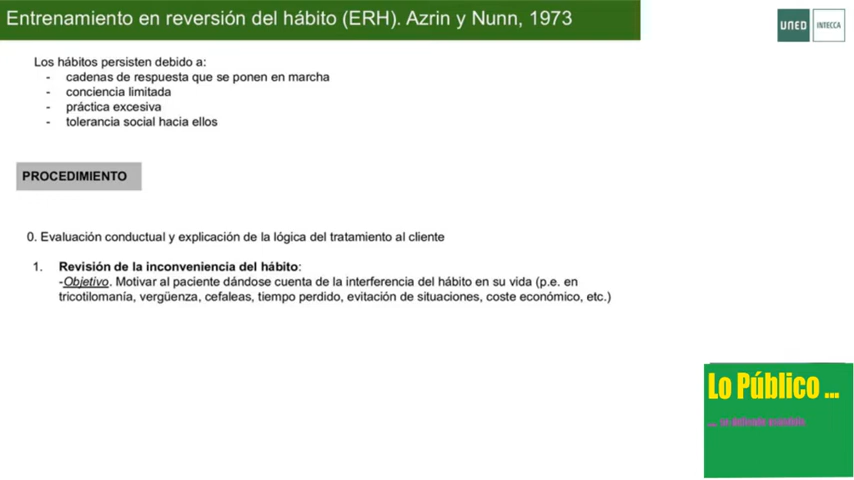 Entrenamiento en reversión del hábito (ERH). Azrin y Nunn, 1973
UNED INTECCA
Los hábitos persisten debido a:
- cadenas de respuesta que se ponen en marcha
- conciencia limitada
- práctica excesiva
- tolerancia social hacia ellos
PROCEDIMIENTO
0. Evaluación conductual y explicación de la lógica del tratamiento al cliente
1. Revisión de la inconveniencia del hábito:
-Objetivo. Motivar al paciente dándose cuenta de la interferencia del hábito en su vida (p.e. en
tricotilomanía, vergüenza, cefaleas, tiempo perdido, evitación de situaciones, coste económico, etc.)
Lo Público ...